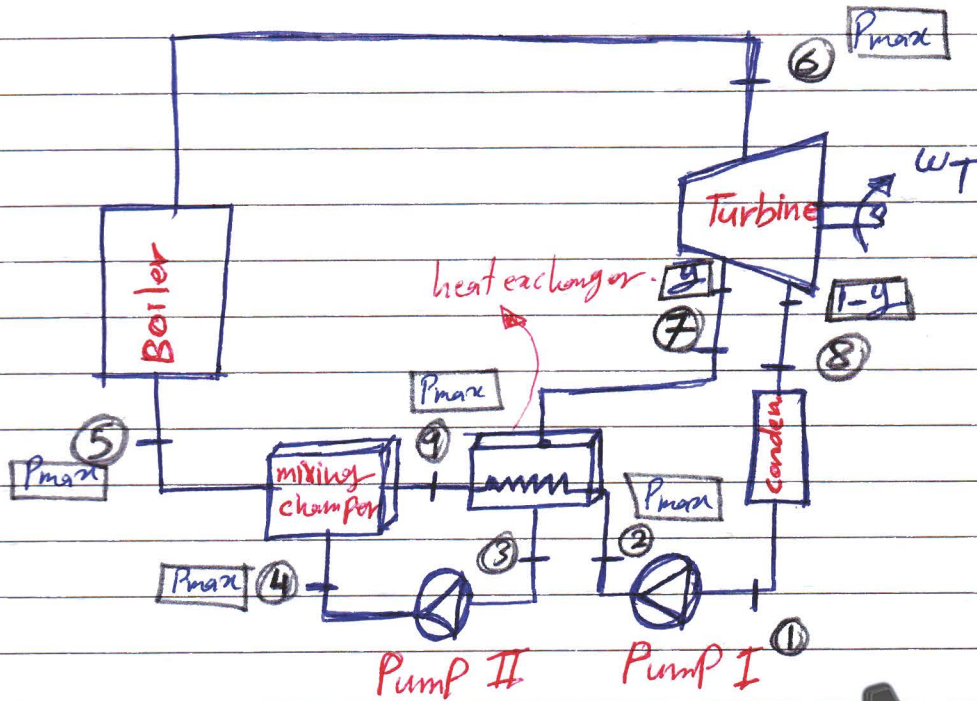 Pmax
6
WT
Turbine
Boiler
heat exchanger.
y
1-y
7
8
Pmax
9
5
Pmax
mixing
champer
Conden.
Pmax
2
3
Pmax
4
1
Pump II
Pump I